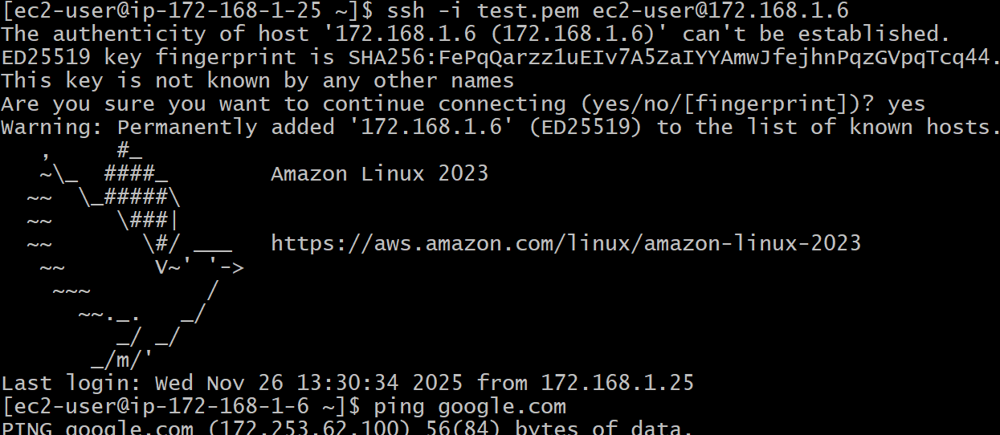 [ec2-user@ip-172-168-1-25 ~]$ ssh -i test.pem ec2-user@172.168.1.6
The authenticity of host '172.168.1.6 (172.168.1.6)' can't be established.
ED25519 key fingerprint is SHA256:FePqQarzz1uEIv7A5ZaIYYAmwJfejhnPqzGVpqTcq44.
This key is not known by any other names
Are you sure you want to continue connecting (yes/no/[fingerprint])? yes
Warning: Permanently added '172.168.1.6' (ED25519) to the list of known hosts.
   ,     #_
   ~\_  ####_        Amazon Linux 2023
  ~~  \_#####\
  ~~     \###|
  ~~       \#/ ___   https://aws.amazon.com/linux/amazon-linux-2023
   ~~       V~' '->
    ~~~         /
      ~~._.   _/
         _/ _/
       _/m/'
Last login: Wed Nov 26 13:30:34 2025 from 172.168.1.25
[ec2-user@ip-172-168-1-6 ~]$ ping google.com
PING google.com (172.253.62.100) 56(84) bytes of data.